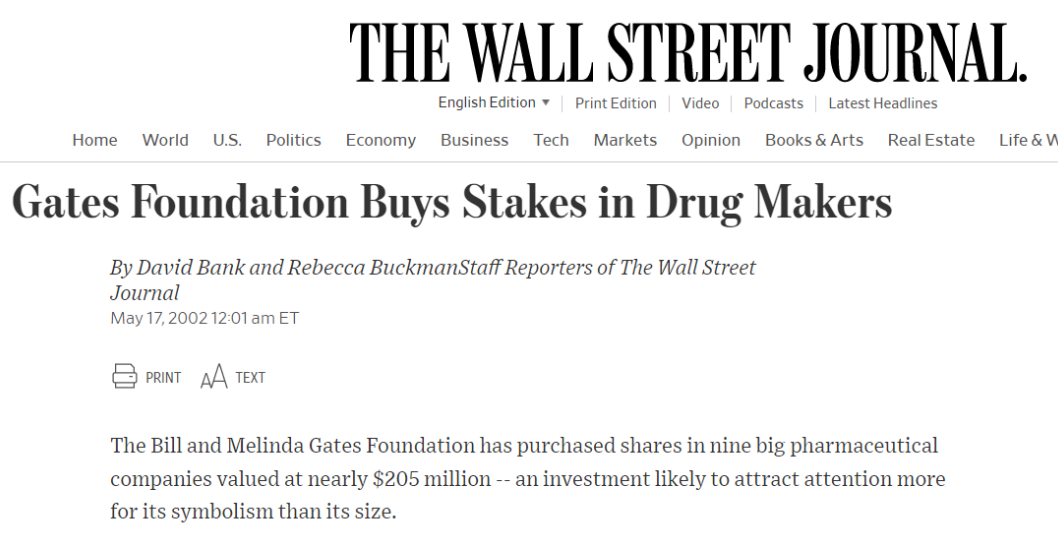 THE WALL STREET JOURNAL.
English Edition ▼ | Print Edition | Video | Podcasts | Latest Headlines
Home World U.S. Politics Economy Business Tech Markets Opinion Books & Arts Real Estate Life & W
Gates Foundation Buys Stakes in Drug Makers
By David Bank and Rebecca BuckmanStaff Reporters of The Wall Street
Journal
May 17, 2002 12:01 am ET
PRINT AA TEXT
The Bill and Melinda Gates Foundation has purchased shares in nine big pharmaceutical
companies valued at nearly $205 million -- an investment likely to attract attention more
for its symbolism than its size.